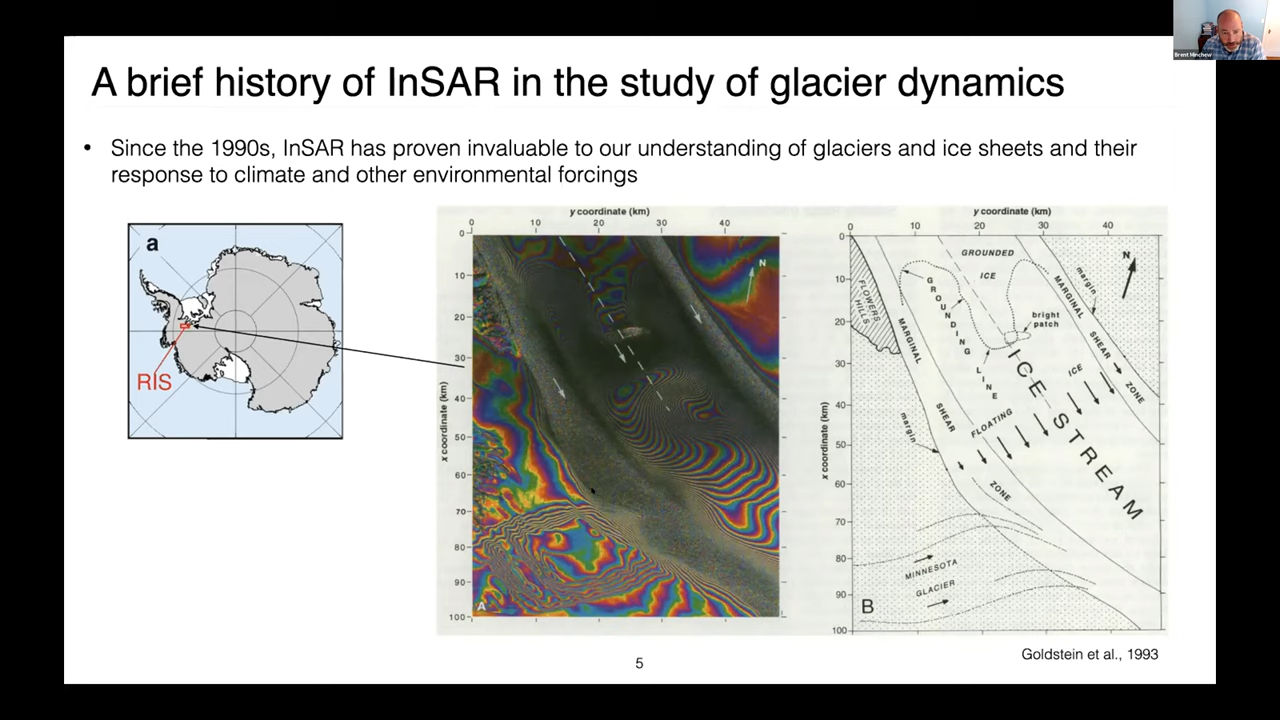 Brent Minchew
A brief history of InSAR in the study of glacier dynamics
• Since the 1990s, InSAR has proven invaluable to our understanding of glaciers and ice sheets and their
response to climate and other environmental forcings
a
RIS
y coordinate (km)
0 10 20 30 40
x coordinate (km)
0
10
20
30
40
50
60
70
80
90
100
N
A
y coordinate (km)
0 10 20 30 40
x coordinate (km)
0
10
20
30
40
50
60
70
80
90
100
GROUNDED
ICE
N
FLOWERS
HILLS
GROUNDING
LINE
margin
MARGINAL
SHEAR
ZONE
bright
patch
MARGINAL
SHEAR
ZONE
margin
ICE STREAM
FLOATING
ICE
MINNESOTA
GLACIER
B
Goldstein et al., 1993
5